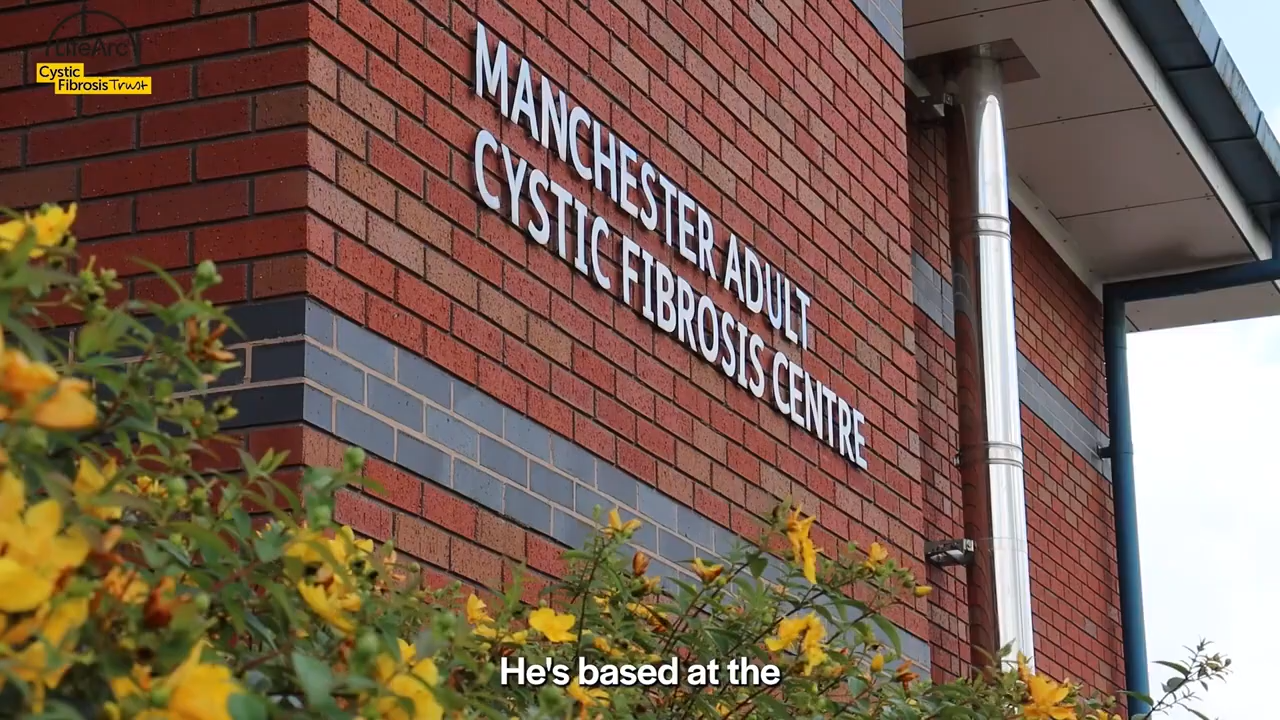 LifeArc
Cystic
Fibrosis Trust
MANCHESTER ADULT
CYSTIC FIBROSIS CENTRE
He's based at the